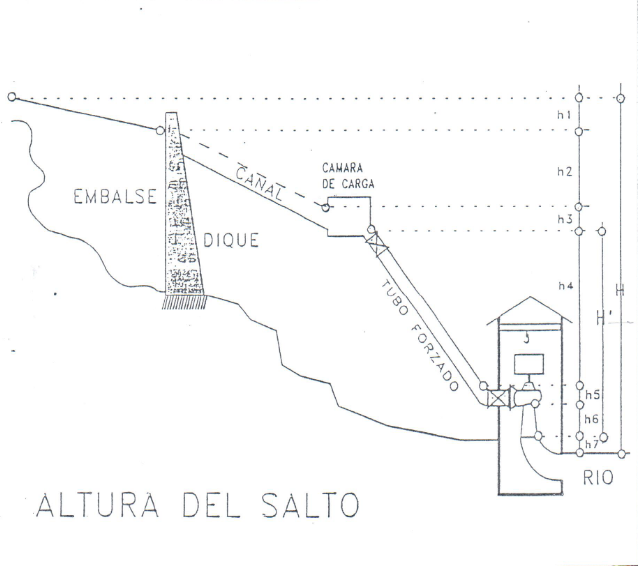 h1
h2
CAMARA
DE CARGA
CANAL
EMBALSE
h3
DIQUE
h4
H
H'
TUBO FORZADO
h5
h6
h7
RIO
ALTURA DEL SALTO